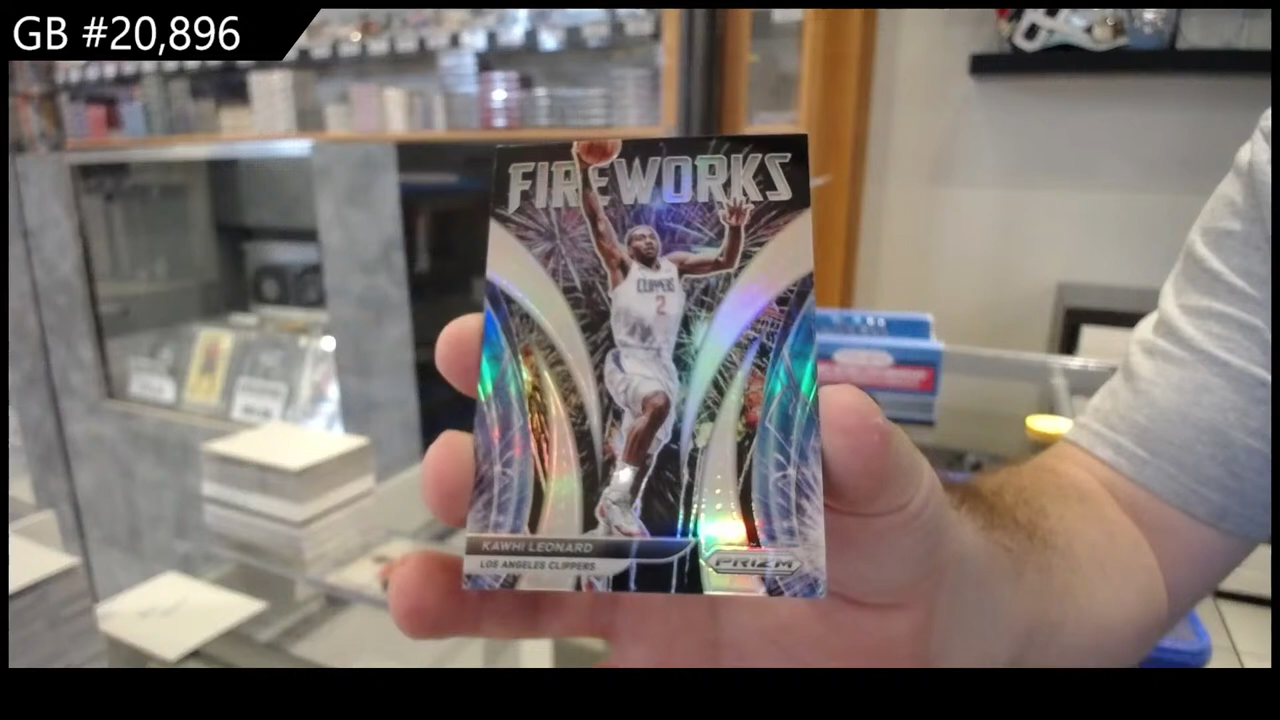 GB #20,896
FIREWORKS
CLIPPERS
2
KAWHI LEONARD
LOS ANGELES CLIPPERS
PRIZM